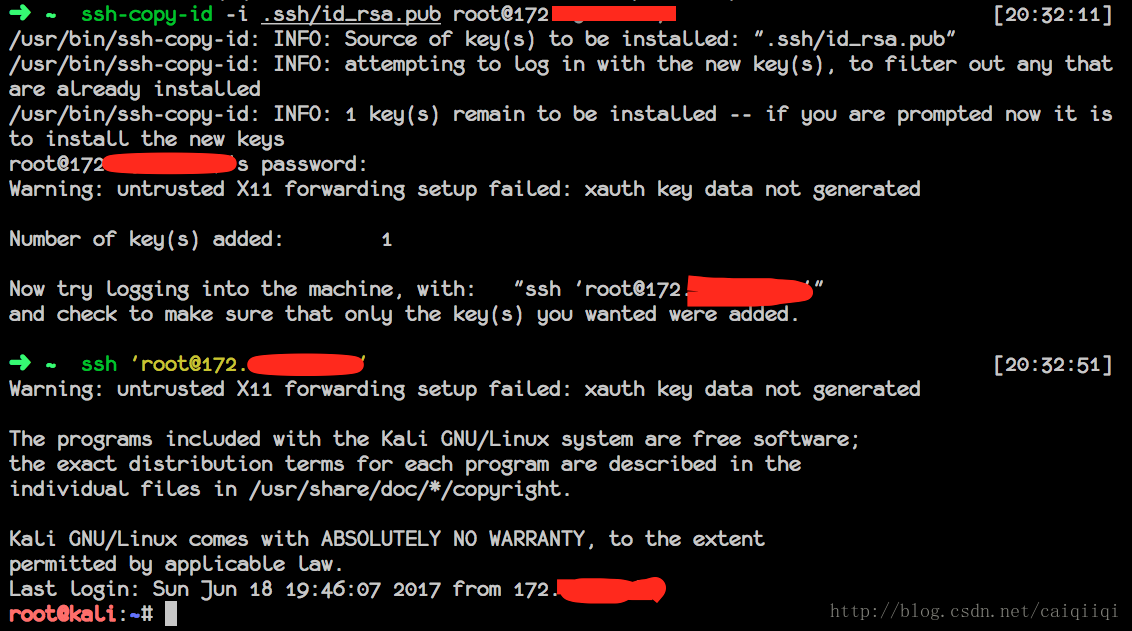 ➜ ~ ssh-copy-id -i .ssh/id_rsa.pub root@172 [20:32:11]
/usr/bin/ssh-copy-id: INFO: Source of key(s) to be installed: ".ssh/id_rsa.pub"
/usr/bin/ssh-copy-id: INFO: attempting to log in with the new key(s), to filter out any that
are already installed
/usr/bin/ssh-copy-id: INFO: 1 key(s) remain to be installed -- if you are prompted now it is
to install the new keys
root@172 s password:
Warning: untrusted X11 forwarding setup failed: xauth key data not generated
Number of key(s) added: 1
Now try logging into the machine, with: "ssh 'root@172. '"
and check to make sure that only the key(s) you wanted were added.
➜ ~ ssh 'root@172. ' [20:32:51]
Warning: untrusted X11 forwarding setup failed: xauth key data not generated
The programs included with the Kali GNU/Linux system are free software;
the exact distribution terms for each program are described in the
individual files in /usr/share/doc/*/copyright.
Kali GNU/Linux comes with ABSOLUTELY NO WARRANTY, to the extent
permitted by applicable law.
Last login: Sun Jun 18 19:46:07 2017 from 172.
root@kali:~#
http://blog.csdn.net/caiqiiqi